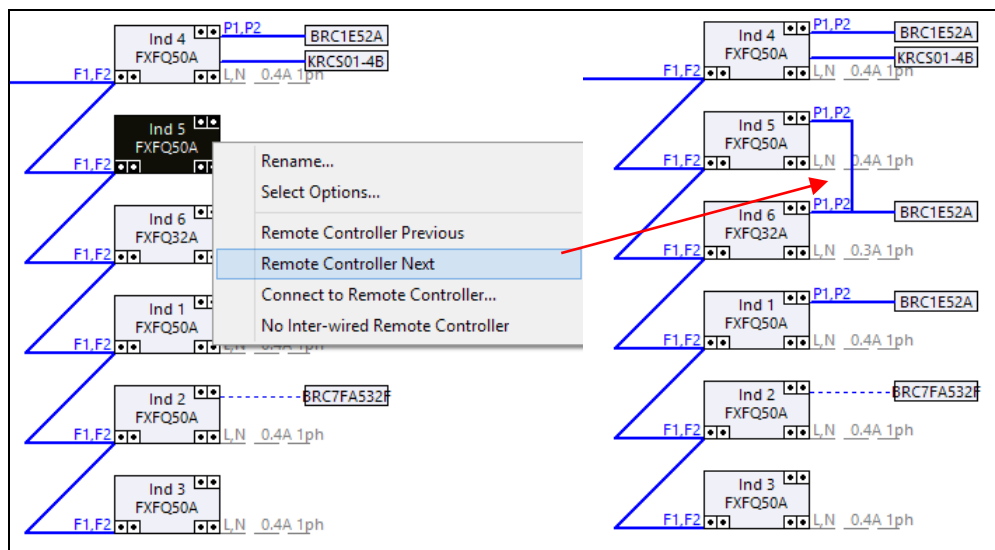 Ind 4
FXFQ50A
P1,P2
BRC1E52A
KRCS01-4B
F1,F2
L,N 0.4A 1ph
Ind 5
FXFQ50A
F1,F2
Ind 6
FXFQ32A
F1,F2
Ind 1
FXFQ50A
F1,F2
L,N 0.4A 1ph
Ind 2
FXFQ50A
BRC7FA532F
F1,F2
L,N 0.4A 1ph
Ind 3
FXFQ50A
F1,F2
L,N 0.4A 1ph
Rename...
Select Options...
Remote Controller Previous
Remote Controller Next
Connect to Remote Controller...
No Inter-wired Remote Controller
Ind 4
FXFQ50A
P1,P2
BRC1E52A
KRCS01-4B
F1,F2
L,N 0.4A 1ph
Ind 5
FXFQ50A
P1,P2
F1,F2
L,N 0.4A 1ph
Ind 6
FXFQ32A
P1,P2
BRC1E52A
F1,F2
L,N 0.3A 1ph
Ind 1
FXFQ50A
P1,P2
BRC1E52A
F1,F2
L,N 0.4A 1ph
Ind 2
FXFQ50A
BRC7FA532F
F1,F2
L,N 0.4A 1ph
Ind 3
FXFQ50A
F1,F2
L,N 0.4A 1ph